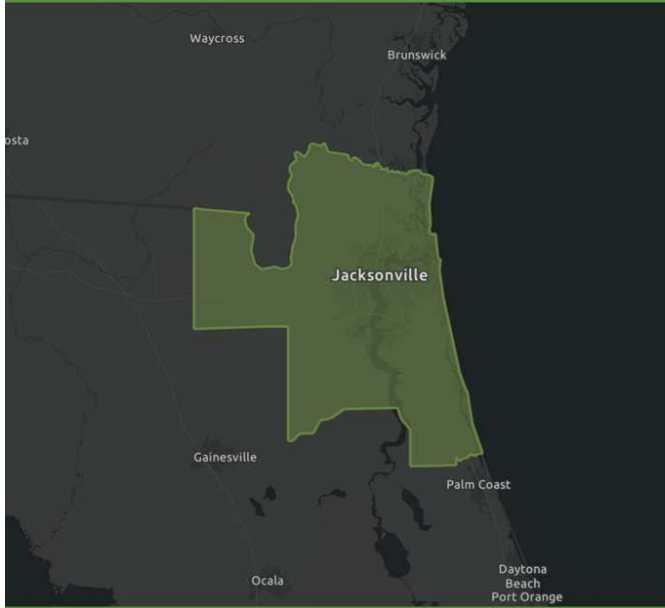 Waycross
Brunswick
osta
Jacksonville
Gainesville
Palm Coast
Ocala
Daytona
Beach
Port Orange